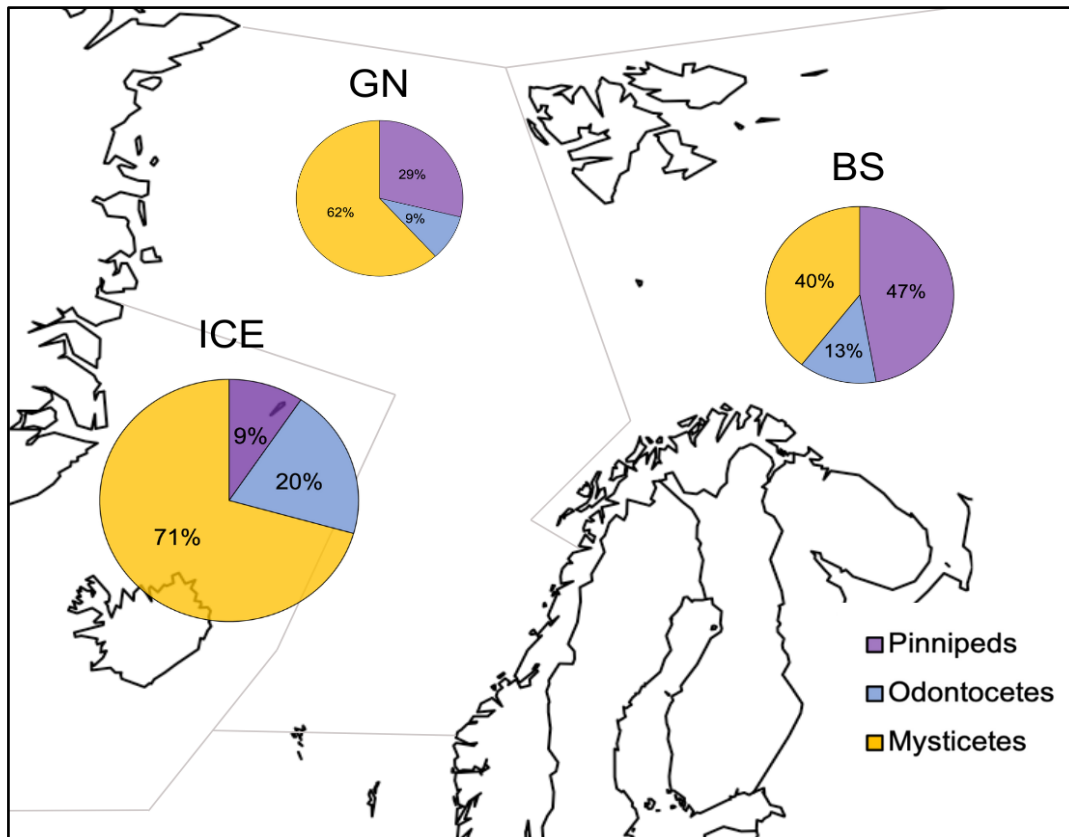 GN
29%
62%
9%
BS
40%
47%
13%
ICE
9%
20%
71%
Pinnipeds
Odontocetes
Mysticetes